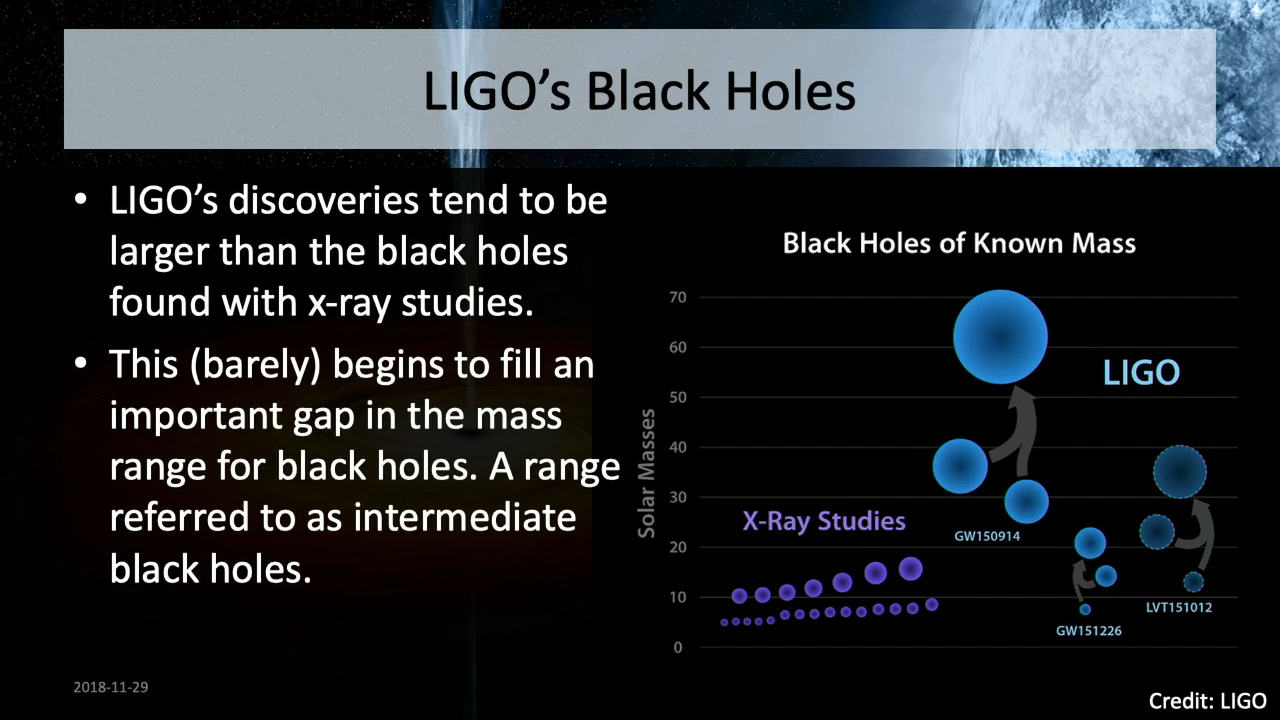 LIGO’s Black Holes
• LIGO’s discoveries tend to be
larger than the black holes
found with x-ray studies.
• This (barely) begins to fill an
important gap in the mass
range for black holes. A range
referred to as intermediate
black holes.
Black Holes of Known Mass
Solar Masses
70
60
50
40
30
20
10
0
LIGO
X-Ray Studies
GW150914
LVT151012
GW151226
2018-11-29
Credit: LIGO